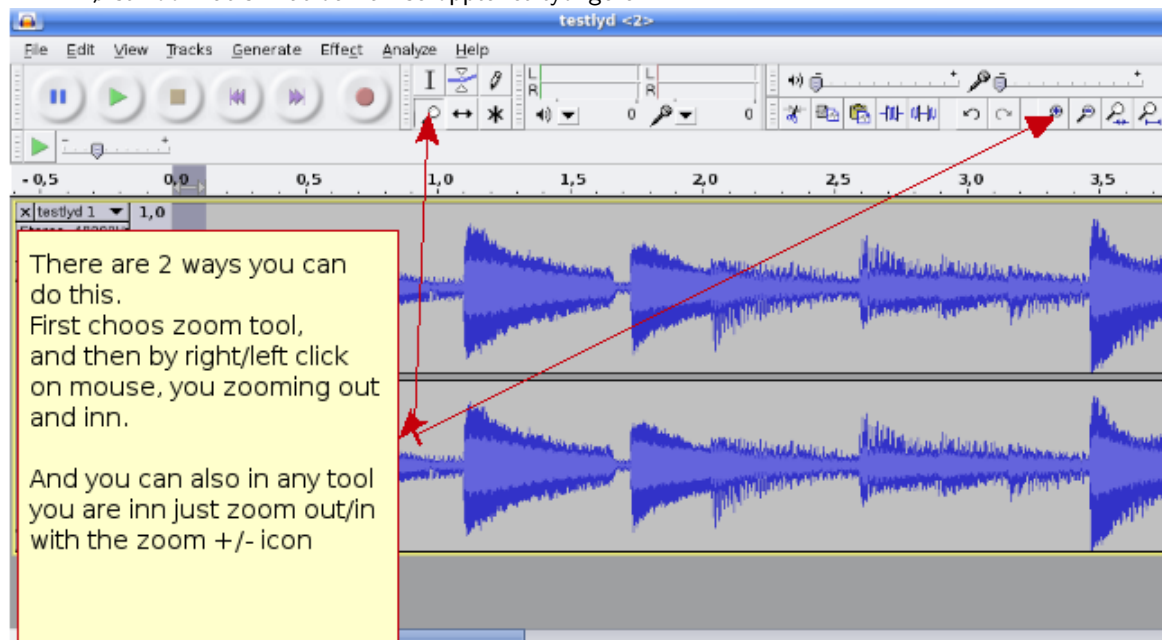 testlyd <2>
File Edit View Tracks Generate Effect Analyze Help
L L
R R
0 0
- 0,5 0,0 0,5 1,0 1,5 2,0 2,5 3,0 3,5
x testlyd 1 1,0
There are 2 ways you can
do this.
First choos zoom tool,
and then by right/left click
on mouse, you zooming out
and inn.
And you can also in any tool
you are inn just zoom out/in
with the zoom +/- icon